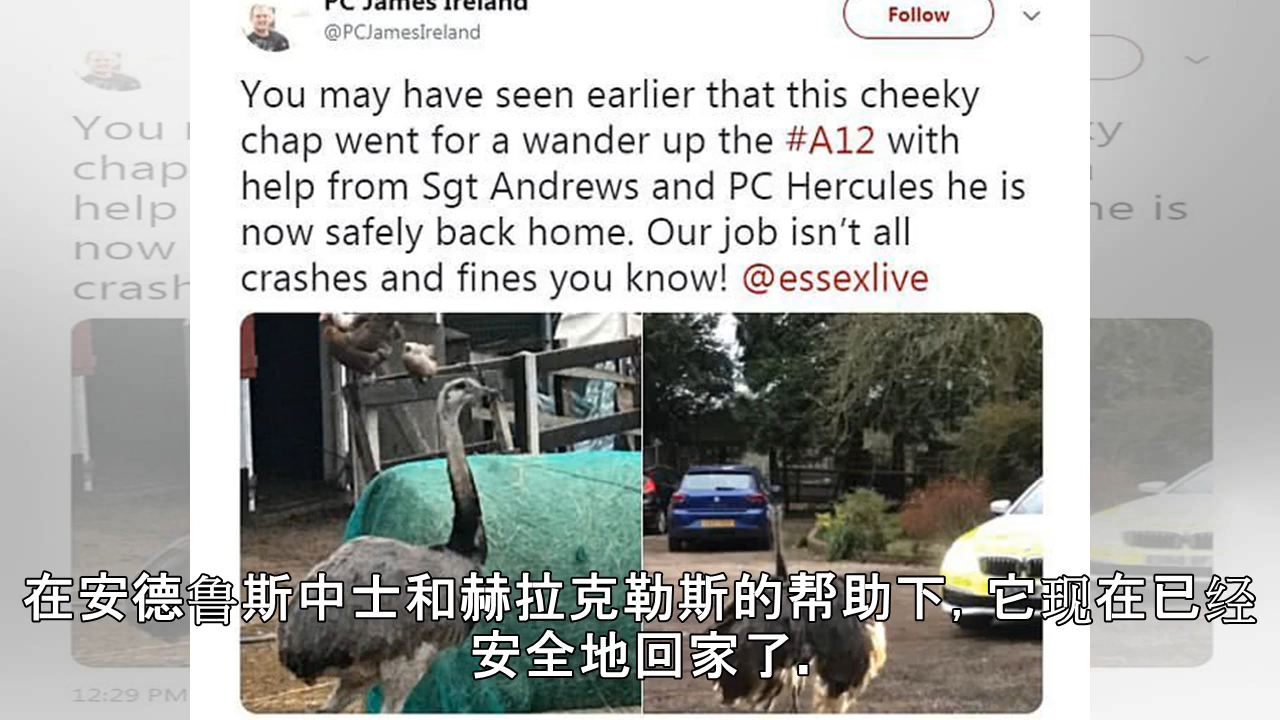 PC James Ireland
@PCJamesIreland
Follow
You may have seen earlier that this cheeky
chap went for a wander up the #A12 with
help from Sgt Andrews and PC Hercules he is
now safely back home. Our job isn't all
crashes and fines you know! @essexlive
在安德鲁斯中士和赫拉克勒斯的帮助下, 它现在已经
安全地回家了.
12:29 PM